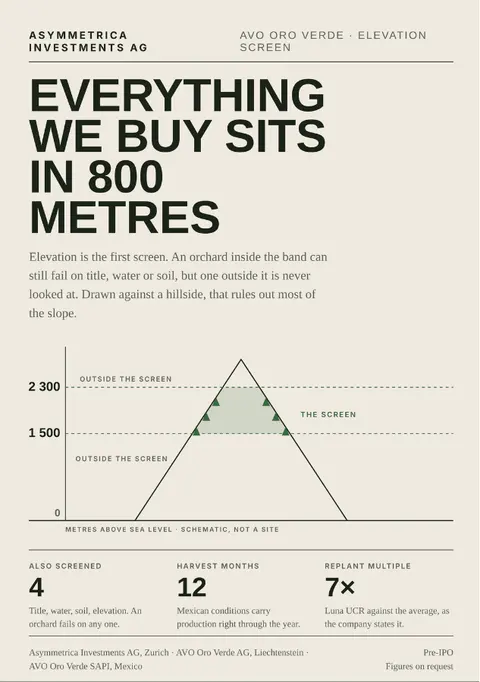 ASYMMETRICA
INVESTMENTS AG
AVO ORO VERDE · ELEVATION
SCREEN
EVERYTHING
WE BUY SITS
IN 800
METRES
Elevation is the first screen. An orchard inside the band can
still fail on title, water or soil, but one outside it is never
looked at. Drawn against a hillside, that rules out most of
the slope.
OUTSIDE THE SCREEN
2 300
THE SCREEN
1 500
OUTSIDE THE SCREEN
0
METRES ABOVE SEA LEVEL · SCHEMATIC, NOT A SITE
ALSO SCREENED
4
Title, water, soil, elevation. An
orchard fails on any one.
HARVEST MONTHS
12
Mexican conditions carry
production right through the year.
REPLANT MULTIPLE
7×
Luna UCR against the average, as
the company states it.
Asymmetrica Investments AG, Zurich · AVO Oro Verde AG, Liechtenstein ·
AVO Oro Verde SAPI, Mexico
Pre-IPO
Figures on request